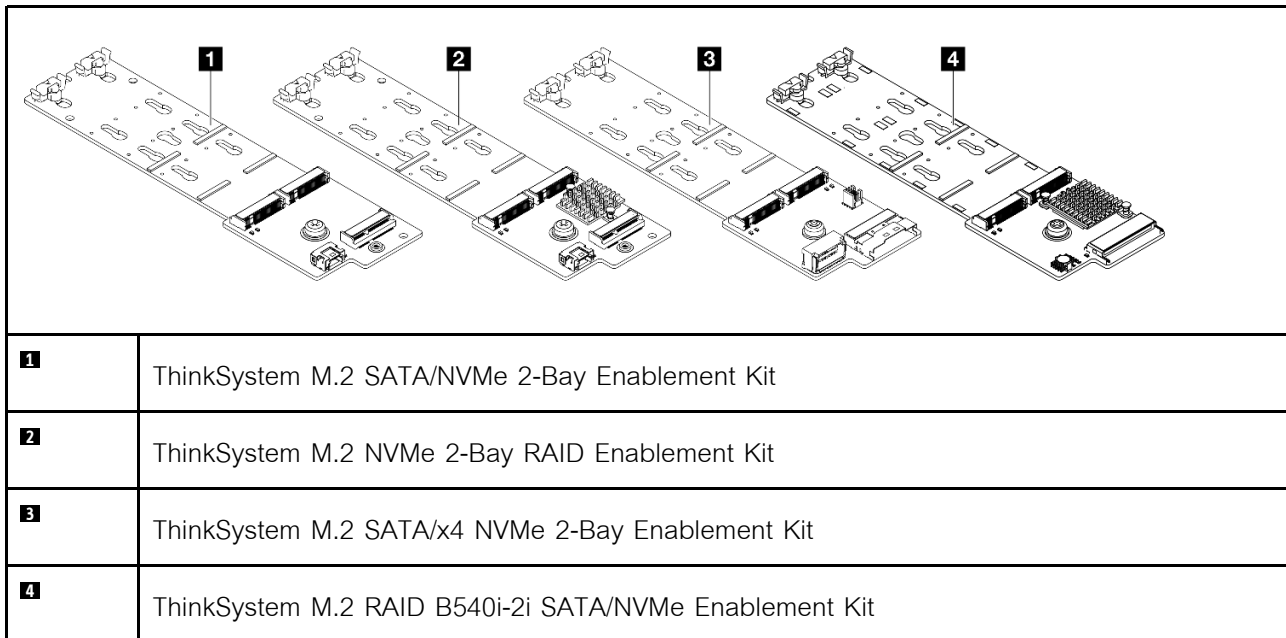 1 2 3 4
1 ThinkSystem M.2 SATA/NVMe 2-Bay Enablement Kit
2 ThinkSystem M.2 NVMe 2-Bay RAID Enablement Kit
3 ThinkSystem M.2 SATA/x4 NVMe 2-Bay Enablement Kit
4 ThinkSystem M.2 RAID B540i-2i SATA/NVMe Enablement Kit